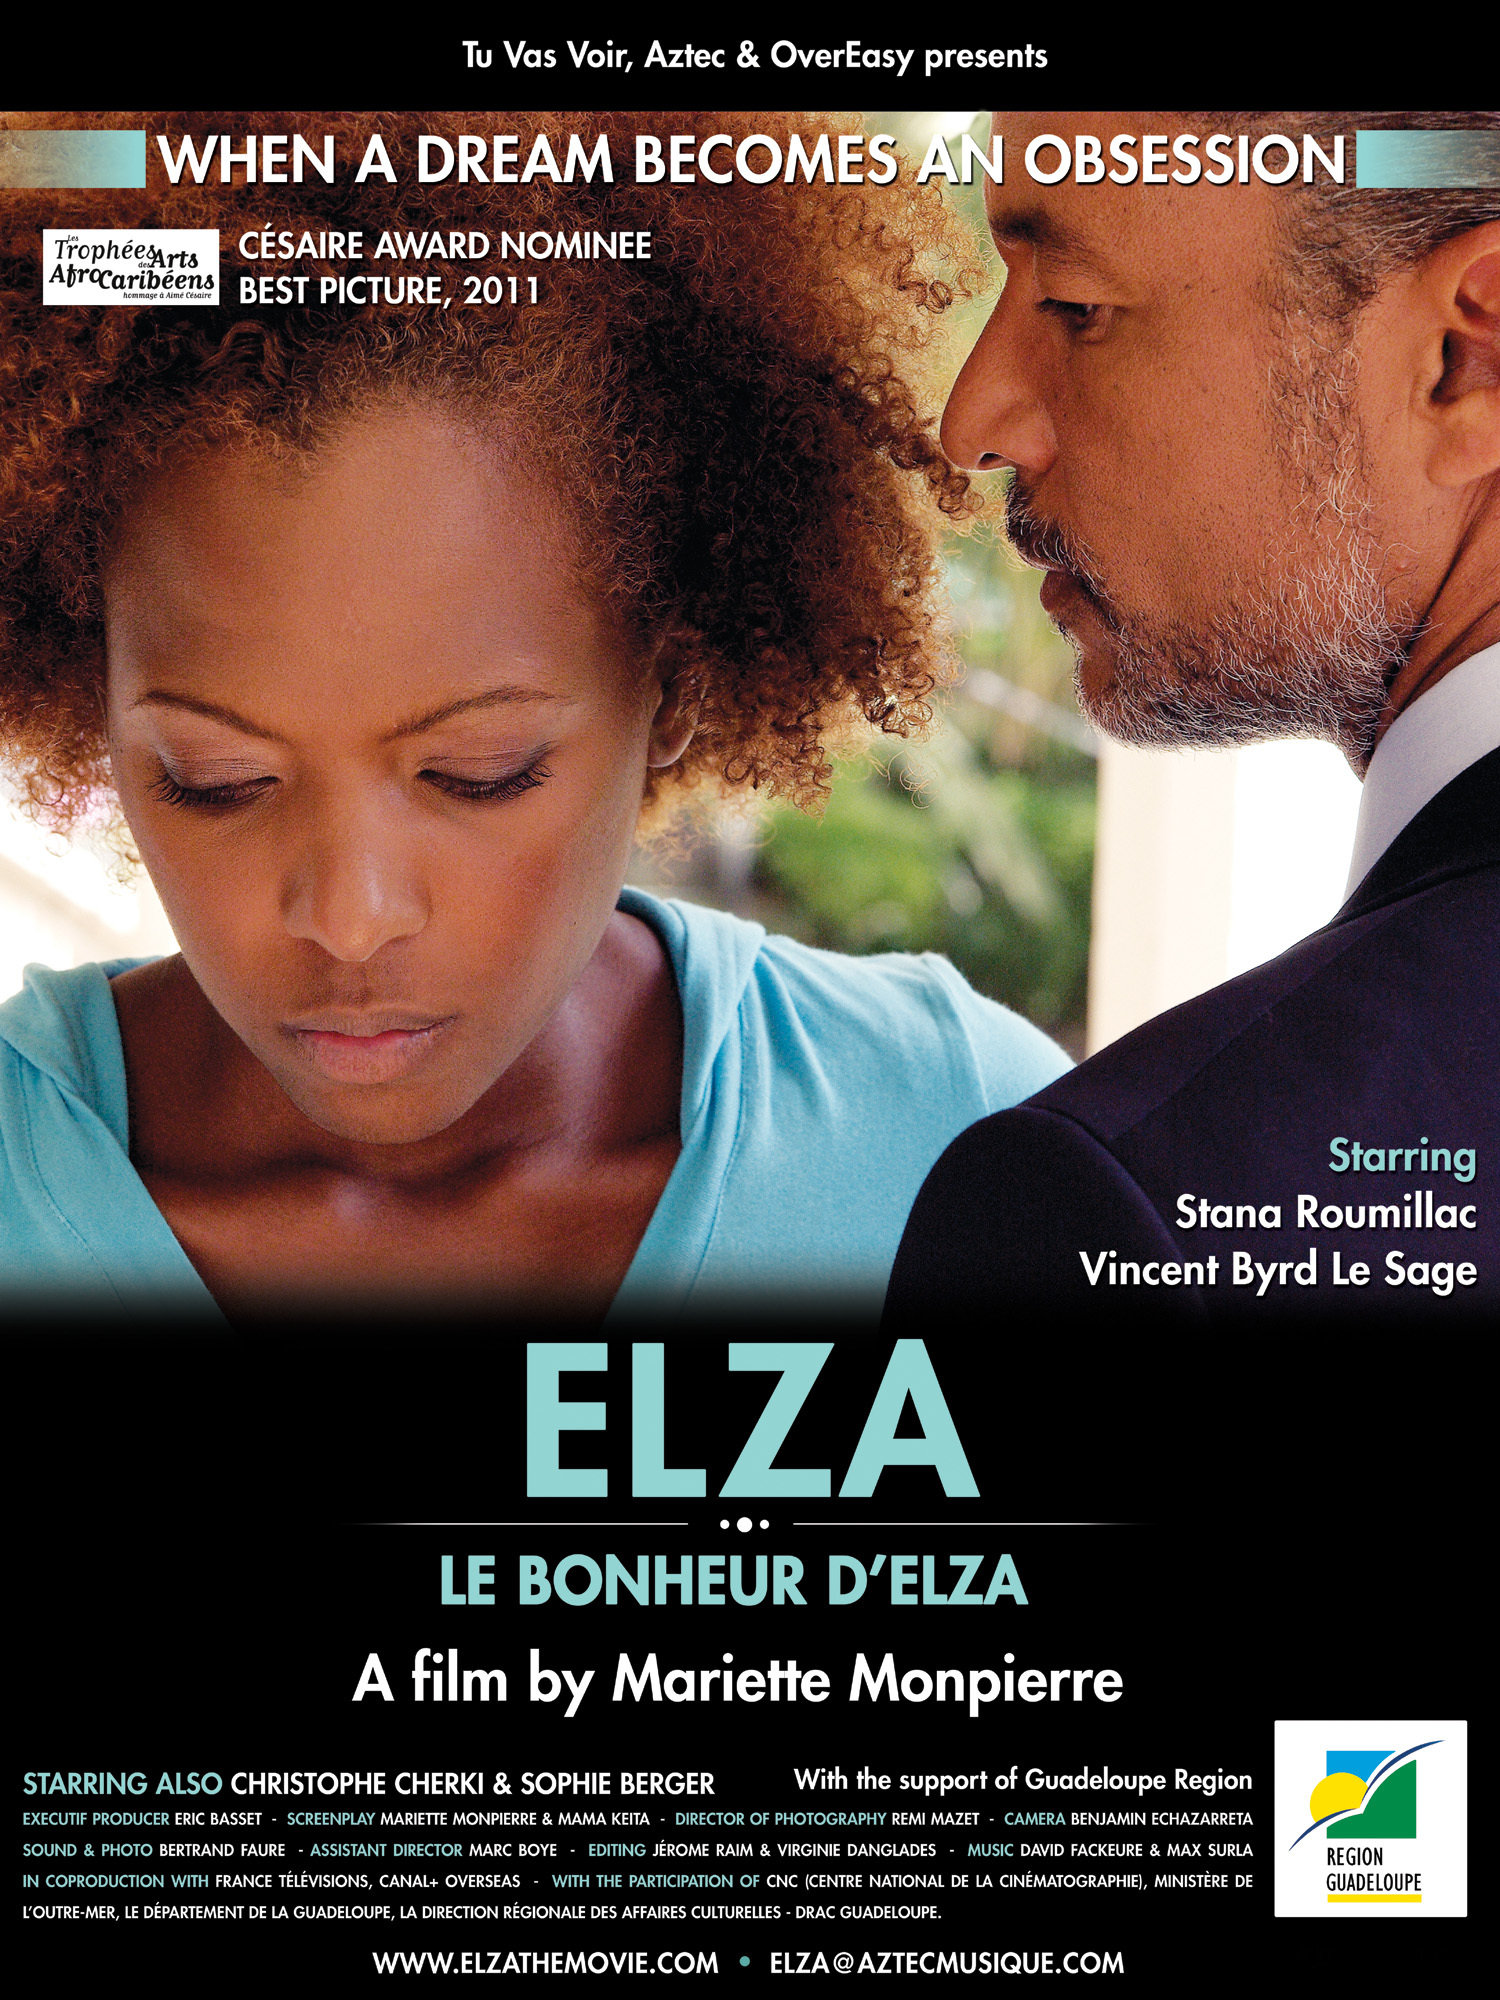 Tu Vas Voir, Aztec & OverEasy presents
WHEN A DREAM BECOMES AN OBSESSION
Les
Trophées
des Arts
AfroCaribéens
hommage à Aimé Césaire
CÉSAIRE AWARD NOMINEE
BEST PICTURE, 2011
Starring
Stana Roumillac
Vincent Byrd Le Sage
ELZA
LE BONHEUR D'ELZA
A film by Mariette Monpierre
STARRING ALSO CHRISTOPHE CHERKI & SOPHIE BERGER
With the support of Guadeloupe Region
EXECUTIF PRODUCER ERIC BASSET - SCREENPLAY MARIETTE MONPIERRE & MAMA KEITA - DIRECTOR OF PHOTOGRAPHY REMI MAZET - CAMERA BENJAMIN ECHAZARRETA
SOUND & PHOTO BERTRAND FAURE - ASSISTANT DIRECTOR MARC BOYE - EDITING JÉROME RAIM & VIRGINIE DANGLADES - MUSIC DAVID FACKEURE & MAX SURLA
IN COPRODUCTION WITH FRANCE TÉLÉVISIONS, CANAL+ OVERSEAS - WITH THE PARTICIPATION OF CNC (CENTRE NATIONAL DE LA CINÉMATOGRAPHIE), MINISTÈRE DE
L'OUTRE-MER, LE DÉPARTEMENT DE LA GUADELOUPE, LA DIRECTION RÉGIONALE DES AFFAIRES CULTURELLES - DRAC GUADELOUPE.
REGION
GUADELOUPE
WWW.ELZATHEMOVIE.COM • ELZA@AZTECMUSIQUE.COM